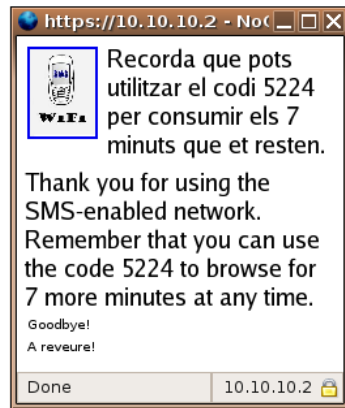 https://10.10.10.2 - No
SMS
WiFi
Recorda que pots
utilitzar el codi 5224
per consumir els 7
minuts que et resten.
Thank you for using the
SMS-enabled network.
Remember that you can use
the code 5224 to browse for
7 more minutes at any time.
Goodbye!
A reveure!
Done
10.10.10.2